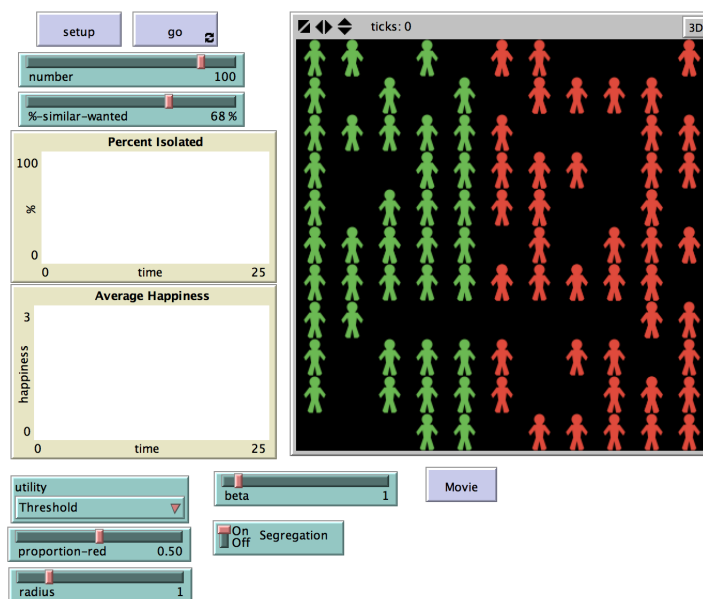 setup
go
ticks: 0
3D
number 100
%-similar-wanted 68 %
Percent Isolated
100
%
0
0 time 25
Average Happiness
3
happiness
0
0 time 25
utility
Threshold
beta 1
Movie
On
Off
Segregation
proportion-red 0.50
radius 1